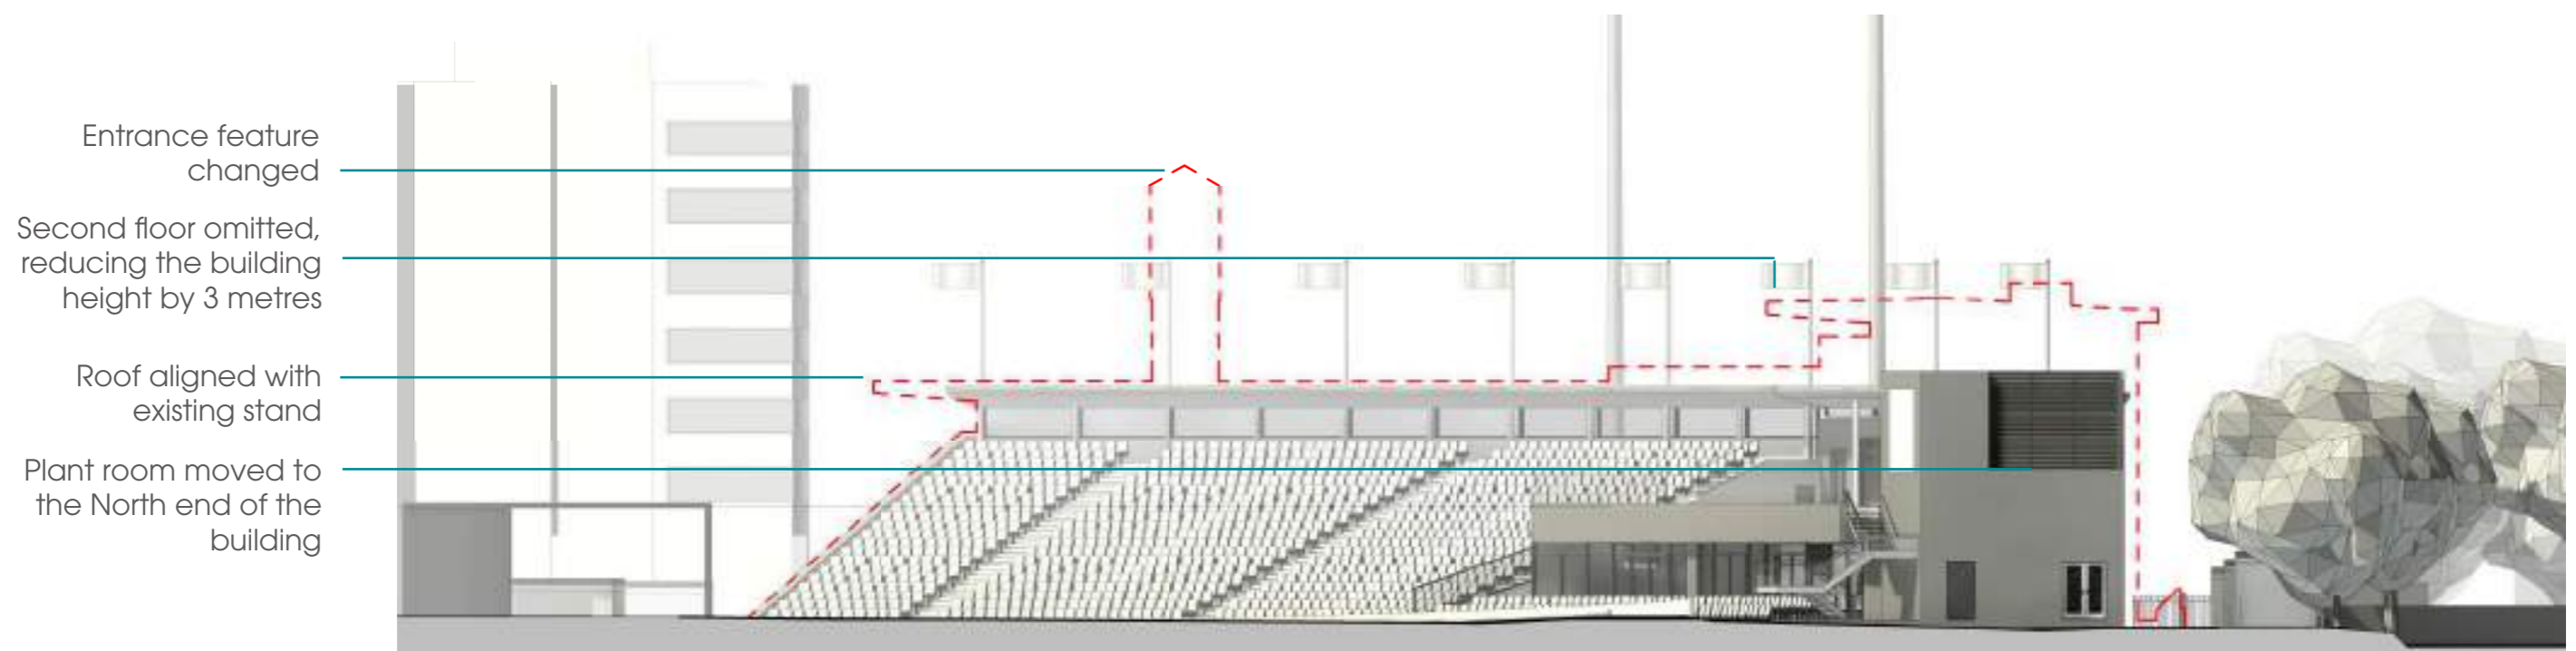 Entrance feature
changed
Second floor omitted,
reducing the building
height by 3 metres
Roof aligned with
existing stand
Plant room moved to
the North end of the
building